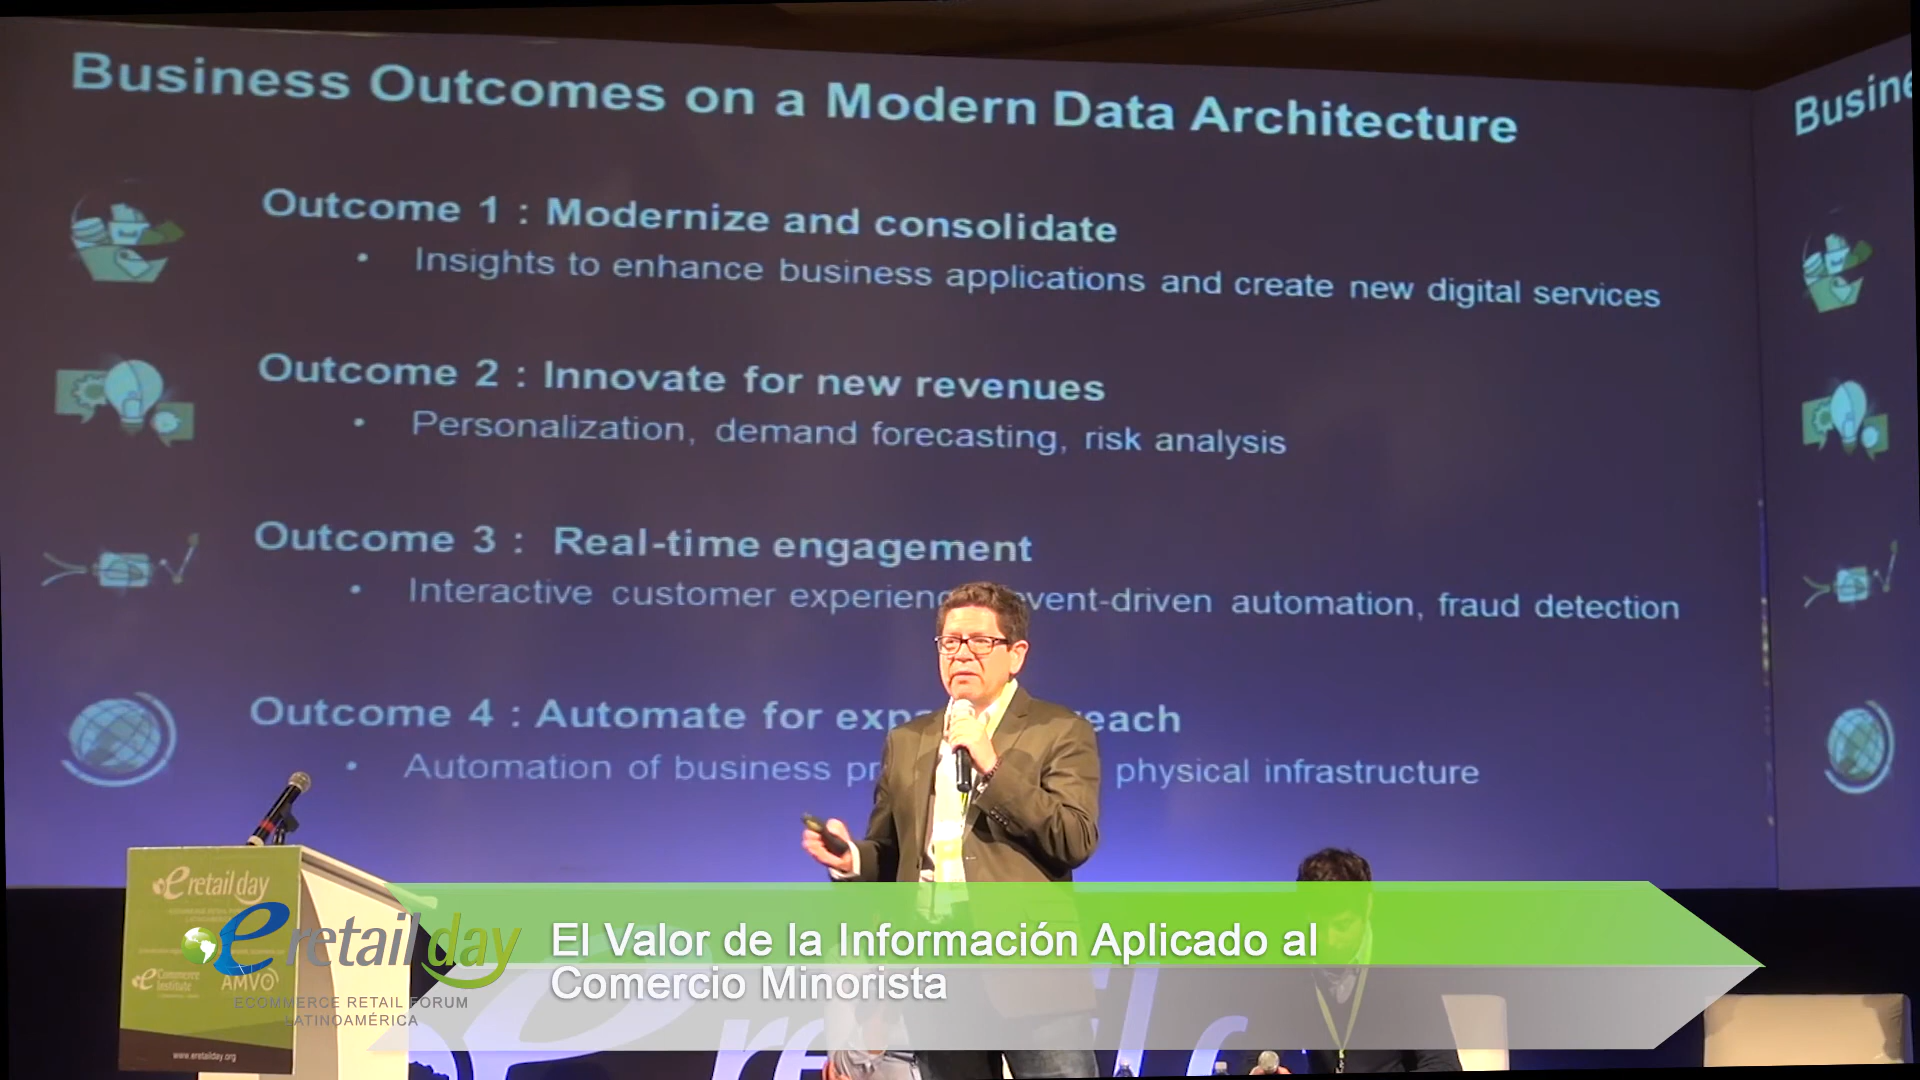 Business Outcomes on a Modern Data Architecture
Busine
Outcome 1 : Modernize and consolidate
• Insights to enhance business applications and create new digital services
Outcome 2 : Innovate for new revenues
• Personalization, demand forecasting, risk analysis
Outcome 3 : Real-time engagement
• Interactive customer experien vent-driven automation, fraud detection
Outcome 4 : Automate for exp each
• Automation of business pr physical infrastructure
e retail day
eCommerce
Institute
AMVO
www.eretailday.org
e retail day
ECOMMERCE RETAIL FORUM
LATINOAMÉRICA
El Valor de la Información Aplicado al
Comercio Minorista